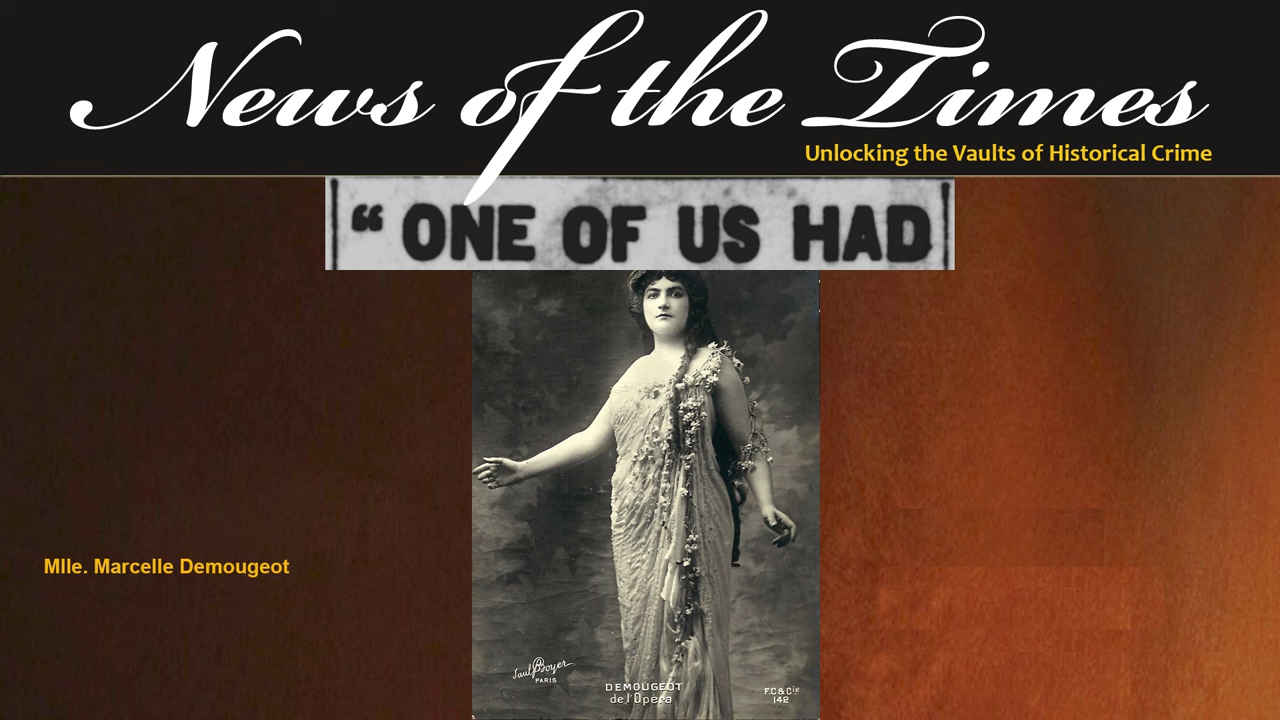 News of the Times
Unlocking the Vaults of Historical Crime
“ ONE OF US HAD
Mlle. Marcelle Demougeot
Paul Boyer
PARIS
DEMOUGEOT
de l'Opéra
F.C & Cie
142